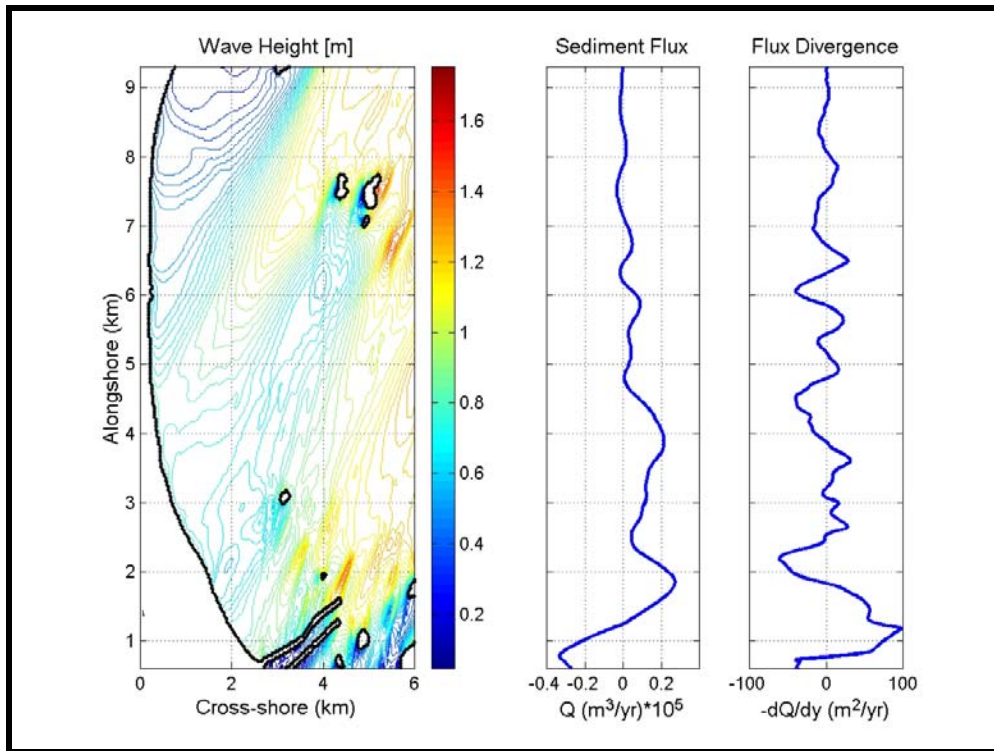 Wave Height [m]
Sediment Flux
Flux Divergence
9
8
7
6
5
4
3
2
1
Alongshore (km)
0 2 4 6
Cross-shore (km)
1.6
1.4
1.2
1
0.8
0.6
0.4
0.2
-0.4 0 0.2
Q (m³/yr)*10⁵
-100 0 100
-dQ/dy (m²/yr)